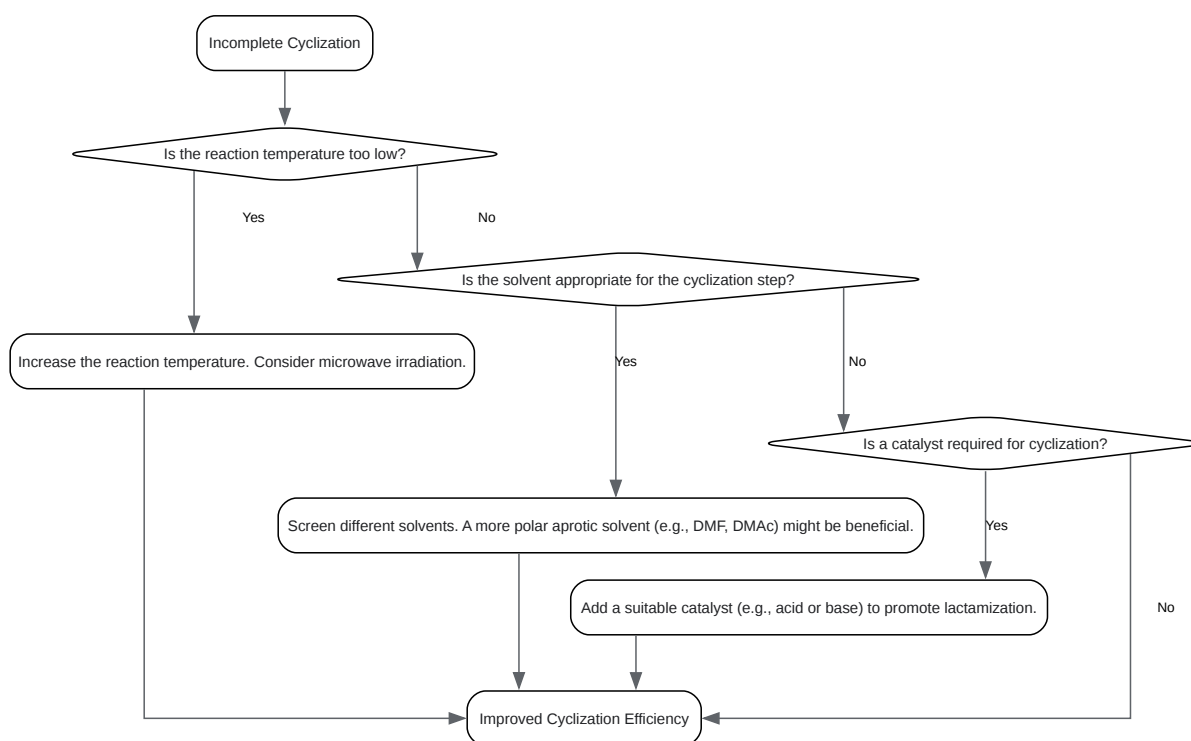 Incomplete Cyclization
Is the reaction temperature too low?
Yes
No
Is the solvent appropriate for the cyclization step?
Increase the reaction temperature. Consider microwave irradiation.
Yes
No
Is a catalyst required for cyclization?
Screen different solvents. A more polar aprotic solvent (e.g., DMF, DMAc) might be beneficial.
Yes
Add a suitable catalyst (e.g., acid or base) to promote lactamization.
No
Improved Cyclization Efficiency